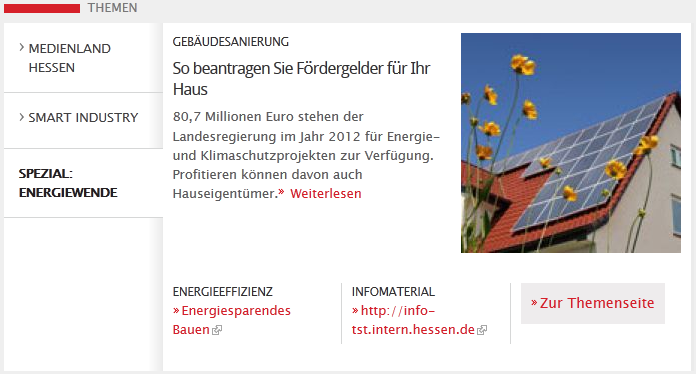 THEMEN
› MEDIENLAND
HESSEN
› SMART INDUSTRY
SPEZIAL:
ENERGIEWENDE
GEBÄUDESANIERUNG
So beantragen Sie Fördergelder für Ihr
Haus
80,7 Millionen Euro stehen der
Landesregierung im Jahr 2012 für Energie-
und Klimaschutzprojekten zur Verfügung.
Profitieren können davon auch
Hauseigentümer.» Weiterlesen
ENERGIEEFFIZIENZ
» Energiesparendes
Bauen
INFOMATERIAL
» http://info-
tst.intern.hessen.de
» Zur Themenseite